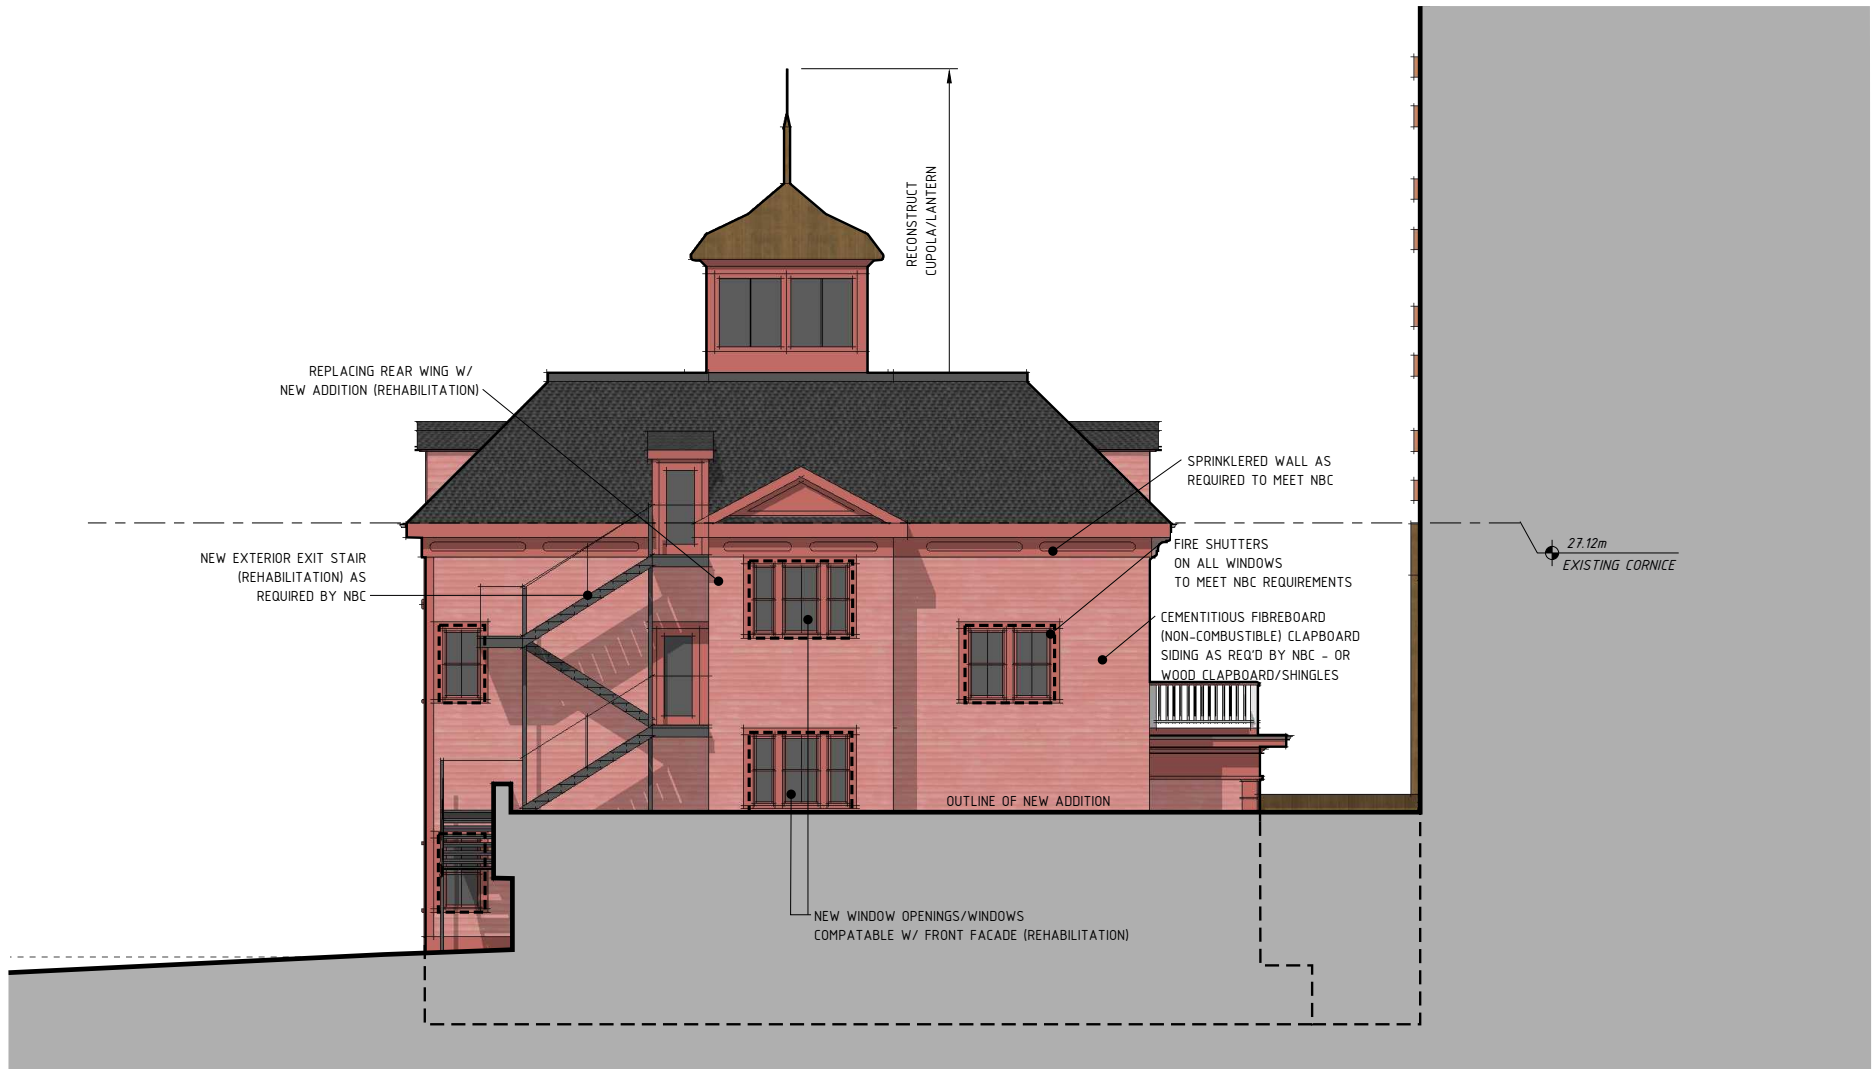 RECONSTRUCT
CUPOLA/LANTERN
REPLACING REAR WING W/
NEW ADDITION (REHABILITATION)
SPRINKLERED WALL AS
REQUIRED TO MEET NBC
NEW EXTERIOR EXIT STAIR
(REHABILITATION) AS
REQUIRED BY NBC
FIRE SHUTTERS
ON ALL WINDOWS
TO MEET NBC REQUIREMENTS
27.12m
EXISTING CORNICE
CEMENTITIOUS FIBREBOARD
(NON-COMBUSTIBLE) CLAPBOARD
SIDING AS REQ'D BY NBC - OR
WOOD CLAPBOARD/SHINGLES
OUTLINE OF NEW ADDITION
NEW WINDOW OPENINGS/WINDOWS
COMPATABLE W/ FRONT FACADE (REHABILITATION)